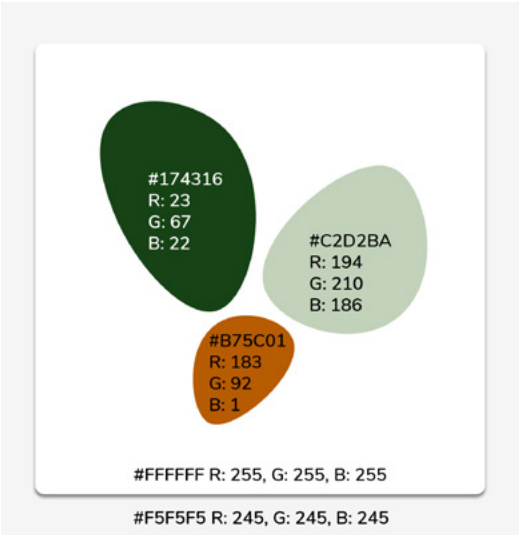 #174316
R: 23
G: 67
B: 22
#C2D2BA
R: 194
G: 210
B: 186
#B75C01
R: 183
G: 92
B: 1
#FFFFFF R: 255, G: 255, B: 255
#F5F5F5 R: 245, G: 245, B: 245